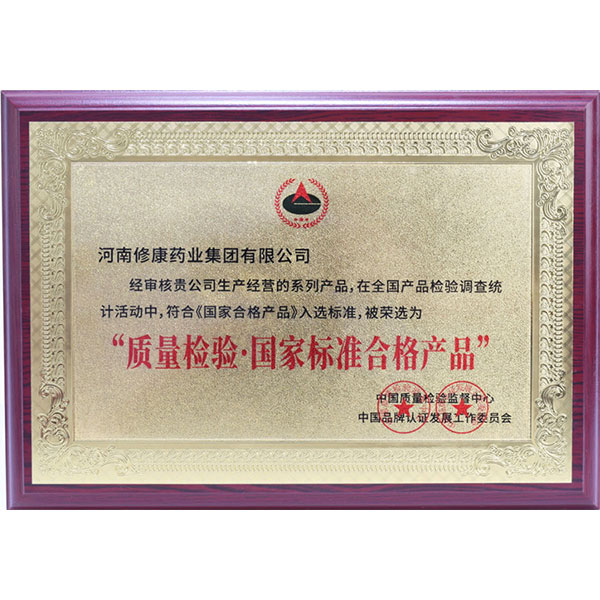 河南修康药业集团有限公司
经审核贵公司生产经营的系列产品，在全国产品检验调查统
计活动中，符合《国家合格产品》入选标准，被荣选为
“质量检验·国家标准合格产品”
中国质量检验监督中心
中国品牌认证发展工作委员会